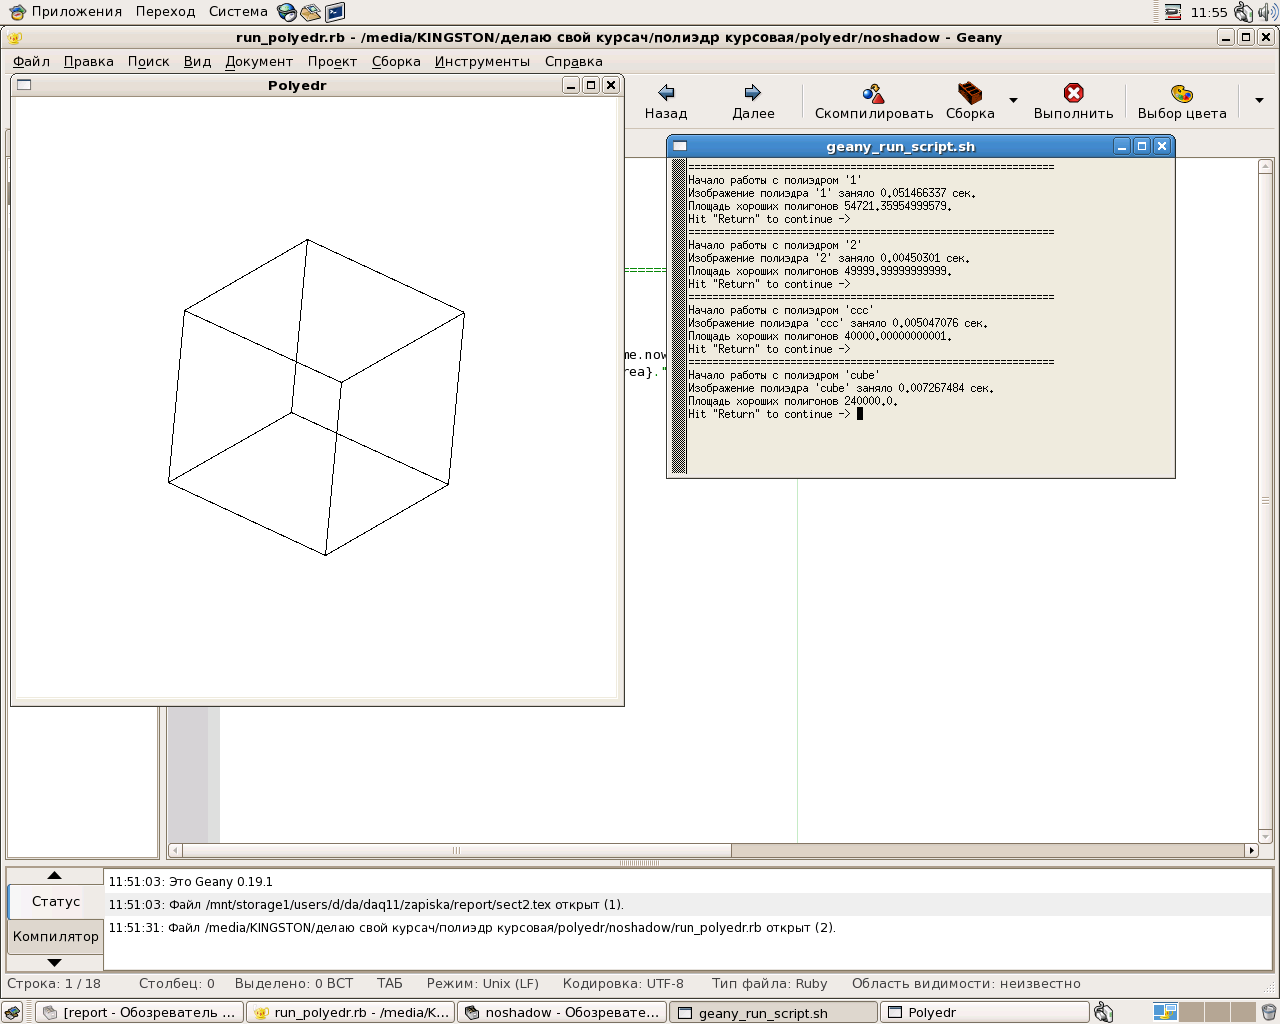 Приложения Переход Система 11:55
run_polyedr.rb - /media/KINGSTON/делаю свой курсач/полиэдр курсовая/polyedr/noshadow - Geany
Файл Правка Поиск Вид Документ Проект Сборка Инструменты Справка
Polyedr
Назад Далее Скомпилировать Сборка Выполнить Выбор цвета
geany_run_script.sh
=============================================================
Начало работы с полиэдром '1'
Изображение полиэдра '1' заняло 0.051466337 сек.
Площадь хороших полигонов 54721.35954999579.
Hit "Return" to continue ->
=============================================================
Начало работы с полиэдром '2'
Изображение полиэдра '2' заняло 0.00450301 сек.
Площадь хороших полигонов 49999.99999999999.
Hit "Return" to continue ->
=============================================================
Начало работы с полиэдром 'ccc'
Изображение полиэдра 'ccc' заняло 0.005047076 сек.
Площадь хороших полигонов 40000.00000000001.
Hit "Return" to continue ->
=============================================================
Начало работы с полиэдром 'cube'
Изображение полиэдра 'cube' заняло 0.007267484 сек.
Площадь хороших полигонов 240000.0.
Hit "Return" to continue ->
======
me.now
rea}."
Статус
Компилятор
11:51:03: Это Geany 0.19.1
11:51:03: Файл /mnt/storage1/users/d/da/daq11/zapiska/report/sect2.tex открыт (1).
11:51:31: Файл /media/KINGSTON/делаю свой курсач/полиэдр курсовая/polyedr/noshadow/run_polyedr.rb открыт (2).
Строка: 1 / 18 Столбец: 0 Выделено: 0 ВСТ ТАБ Режим: Unix (LF) Кодировка: UTF-8 Тип файла: Ruby Область видимости: неизвестно
[report - Обозреватель ... run_polyedr.rb - /media/K... noshadow - Обозревате... geany_run_script.sh Polyedr